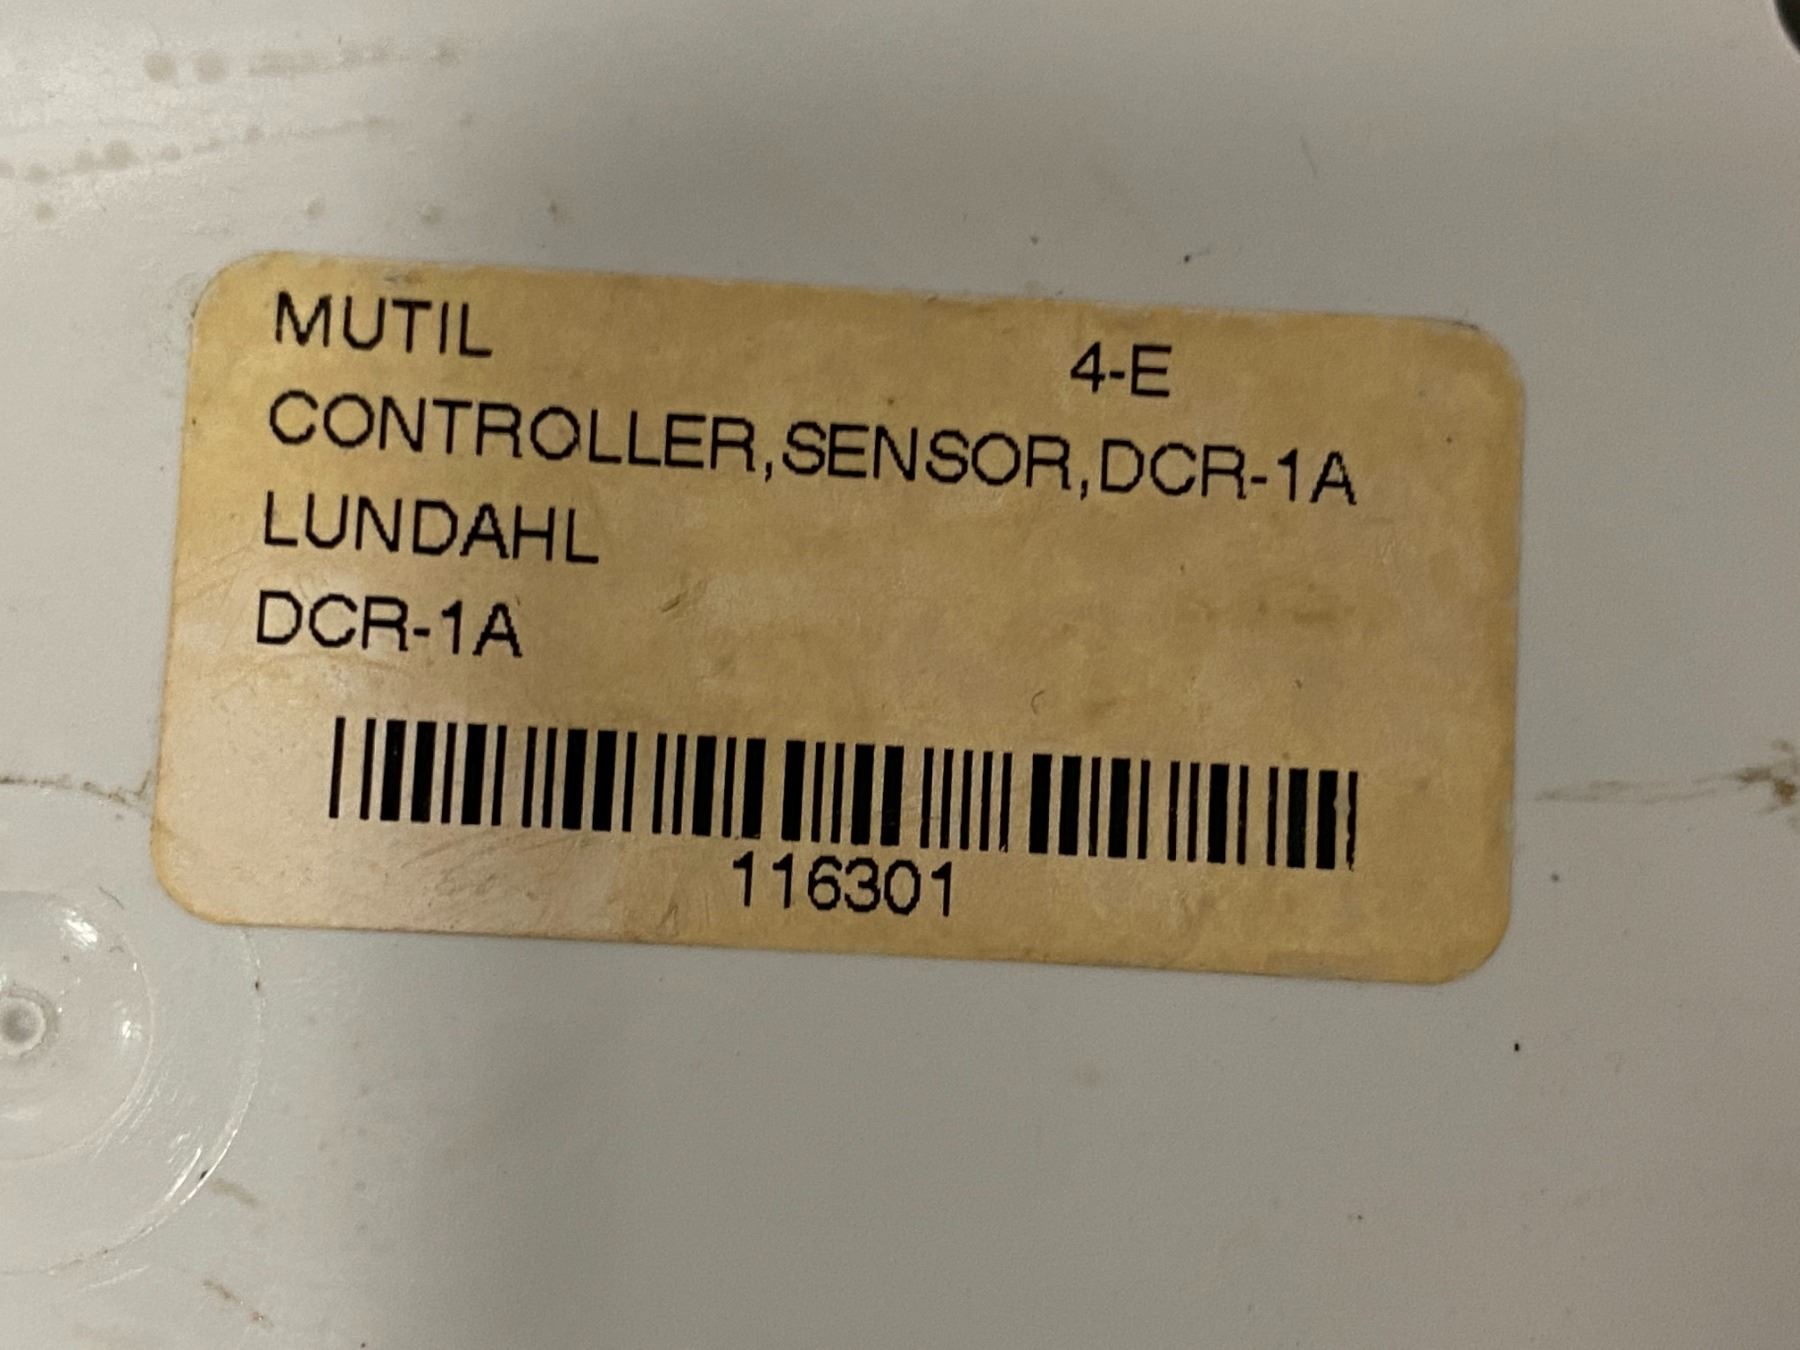 MUTIL 4-E
CONTROLLER,SENSOR,DCR-1A
LUNDAHL
DCR-1A
116301